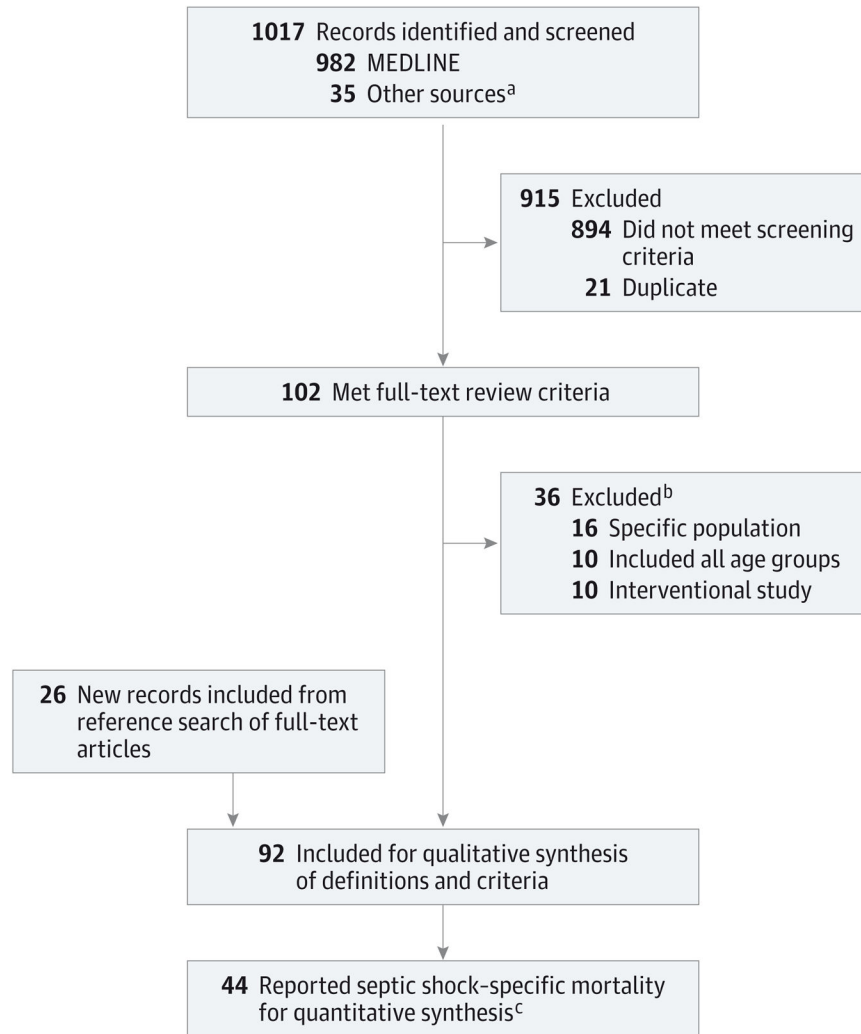 1017 Records identified and screened
982 MEDLINE
35 Other sourcesᵃ
915 Excluded
894 Did not meet screening
criteria
21 Duplicate
102 Met full-text review criteria
36 Excludedᵇ
16 Specific population
10 Included all age groups
10 Interventional study
26 New records included from
reference search of full-text
articles
92 Included for qualitative synthesis
of definitions and criteria
44 Reported septic shock–specific mortality
for quantitative synthesisᶜ